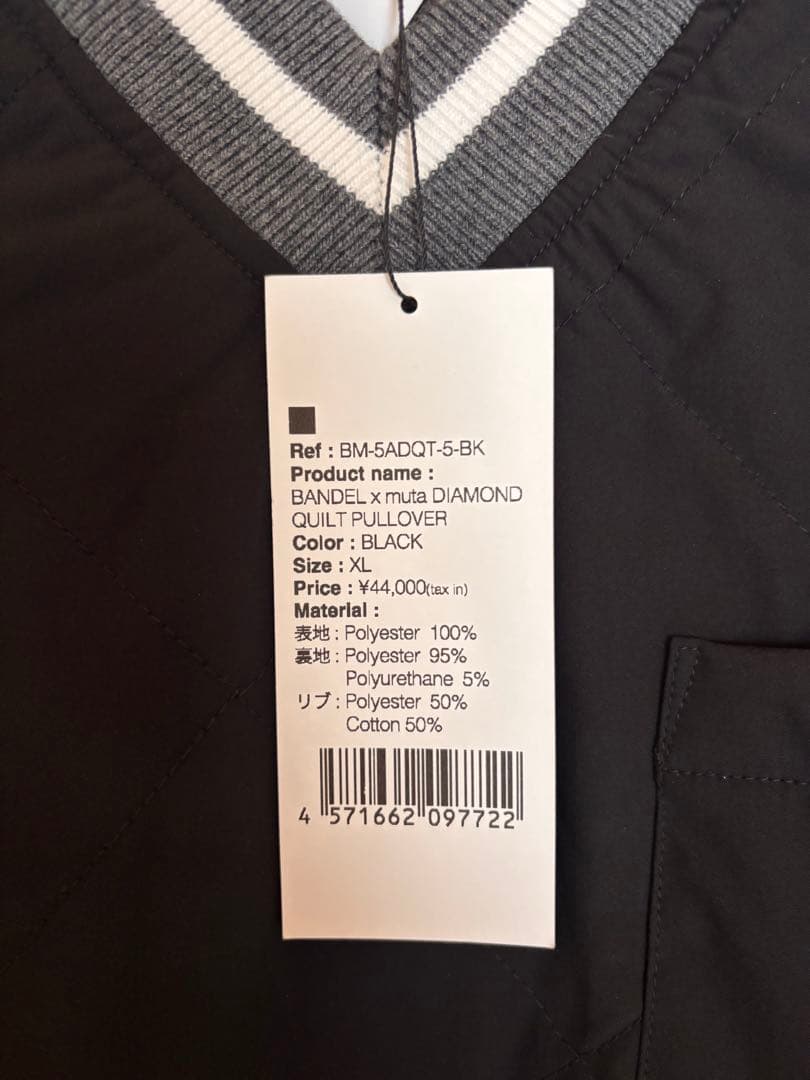 Ref : BM-5ADQT-5-BK
Product name :
BANDEL x muta DIAMOND
QUILT PULLOVER
Color : BLACK
Size : XL
Price : ¥44,000(tax in)
Material :
表地 : Polyester 100%
裏地 : Polyester 95%
Polyurethane 5%
リブ : Polyester 50%
Cotton 50%
4 571662 097722